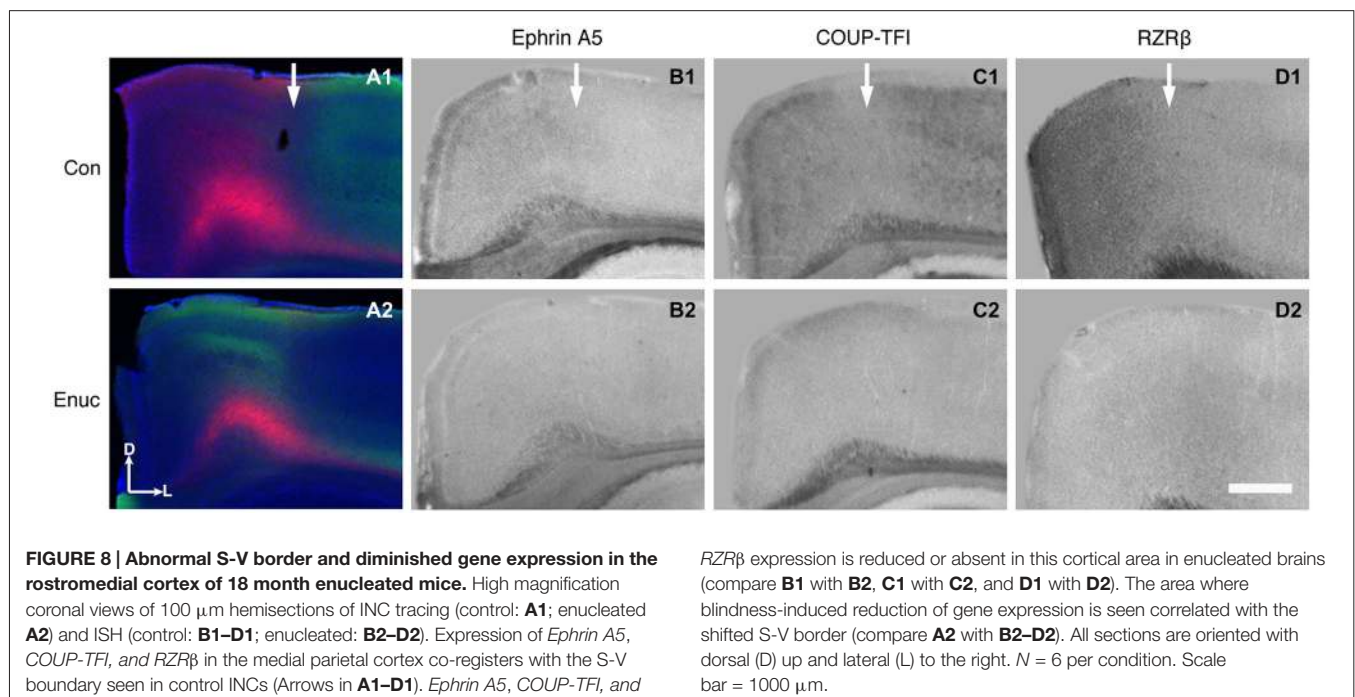 Ephrin A5 COUP-TFI RZRβ
Con A1 B1 C1 D1
Enuc A2 B2 C2 D2
D
L
FIGURE 8 | Abnormal S-V border and diminished gene expression in the
rostromedial cortex of 18 month enucleated mice. High magnification
coronal views of 100 μm hemisections of INC tracing (control: A1; enucleated
A2) and ISH (control: B1–D1; enucleated: B2–D2). Expression of Ephrin A5,
COUP-TFI, and RZRβ in the medial parietal cortex co-registers with the S-V
boundary seen in control INCs (Arrows in A1–D1). Ephrin A5, COUP-TFI, and
RZRβ expression is reduced or absent in this cortical area in enucleated brains
(compare B1 with B2, C1 with C2, and D1 with D2). The area where
blindness-induced reduction of gene expression is seen correlated with the
shifted S-V border (compare A2 with B2–D2). All sections are oriented with
dorsal (D) up and lateral (L) to the right. N = 6 per condition. Scale
bar = 1000 μm.